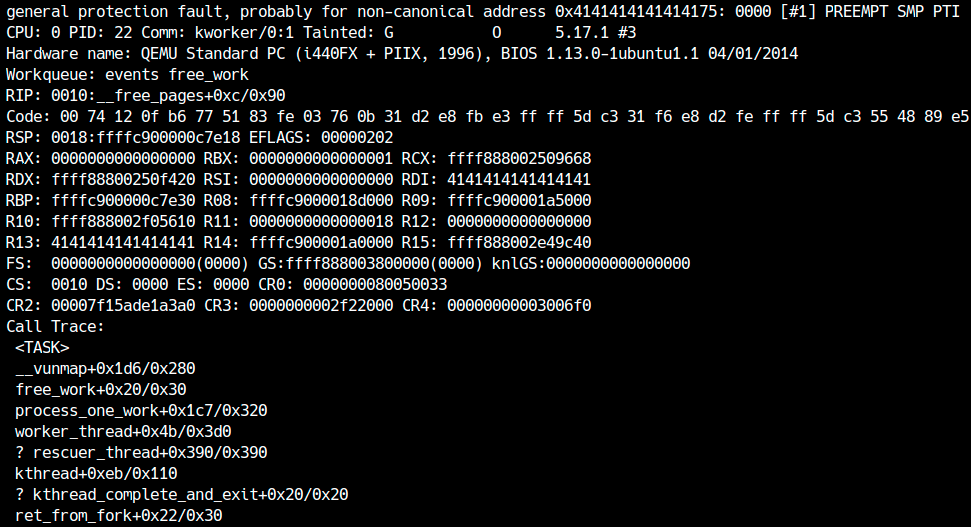 general protection fault, probably for non-canonical address 0x4141414141414175: 0000 [#1] PREEMPT SMP PTI
CPU: 0 PID: 22 Comm: kworker/0:1 Tainted: G           O      5.17.1 #3
Hardware name: QEMU Standard PC (i440FX + PIIX, 1996), BIOS 1.13.0-1ubuntu1.1 04/01/2014
Workqueue: events free_work
RIP: 0010:__free_pages+0xc/0x90
Code: 00 74 12 0f b6 77 51 83 fe 03 76 0b 31 d2 e8 fb e3 ff ff 5d c3 31 f6 e8 d2 fe ff ff 5d c3 55 48 89 e5
RSP: 0018:ffffc900000c7e18 EFLAGS: 00000202
RAX: 0000000000000000 RBX: 0000000000000001 RCX: ffff888002509668
RDX: ffff88800250f420 RSI: 0000000000000000 RDI: 4141414141414141
RBP: ffffc900000c7e30 R08: ffffc9000018d000 R09: ffffc900001a5000
R10: ffff888002f05610 R11: 0000000000000018 R12: 0000000000000000
R13: 4141414141414141 R14: ffffc900001a0000 R15: ffff888002e49c40
FS:  0000000000000000(0000) GS:ffff888003800000(0000) knlGS:0000000000000000
CS:  0010 DS: 0000 ES: 0000 CR0: 0000000080050033
CR2: 00007f15ade1a3a0 CR3: 0000000002f22000 CR4: 00000000003006f0
Call Trace:
 <TASK>
 __vunmap+0x1d6/0x280
 free_work+0x20/0x30
 process_one_work+0x1c7/0x320
 worker_thread+0x4b/0x3d0
 ? rescuer_thread+0x390/0x390
 kthread+0xeb/0x110
 ? kthread_complete_and_exit+0x20/0x20
 ret_from_fork+0x22/0x30